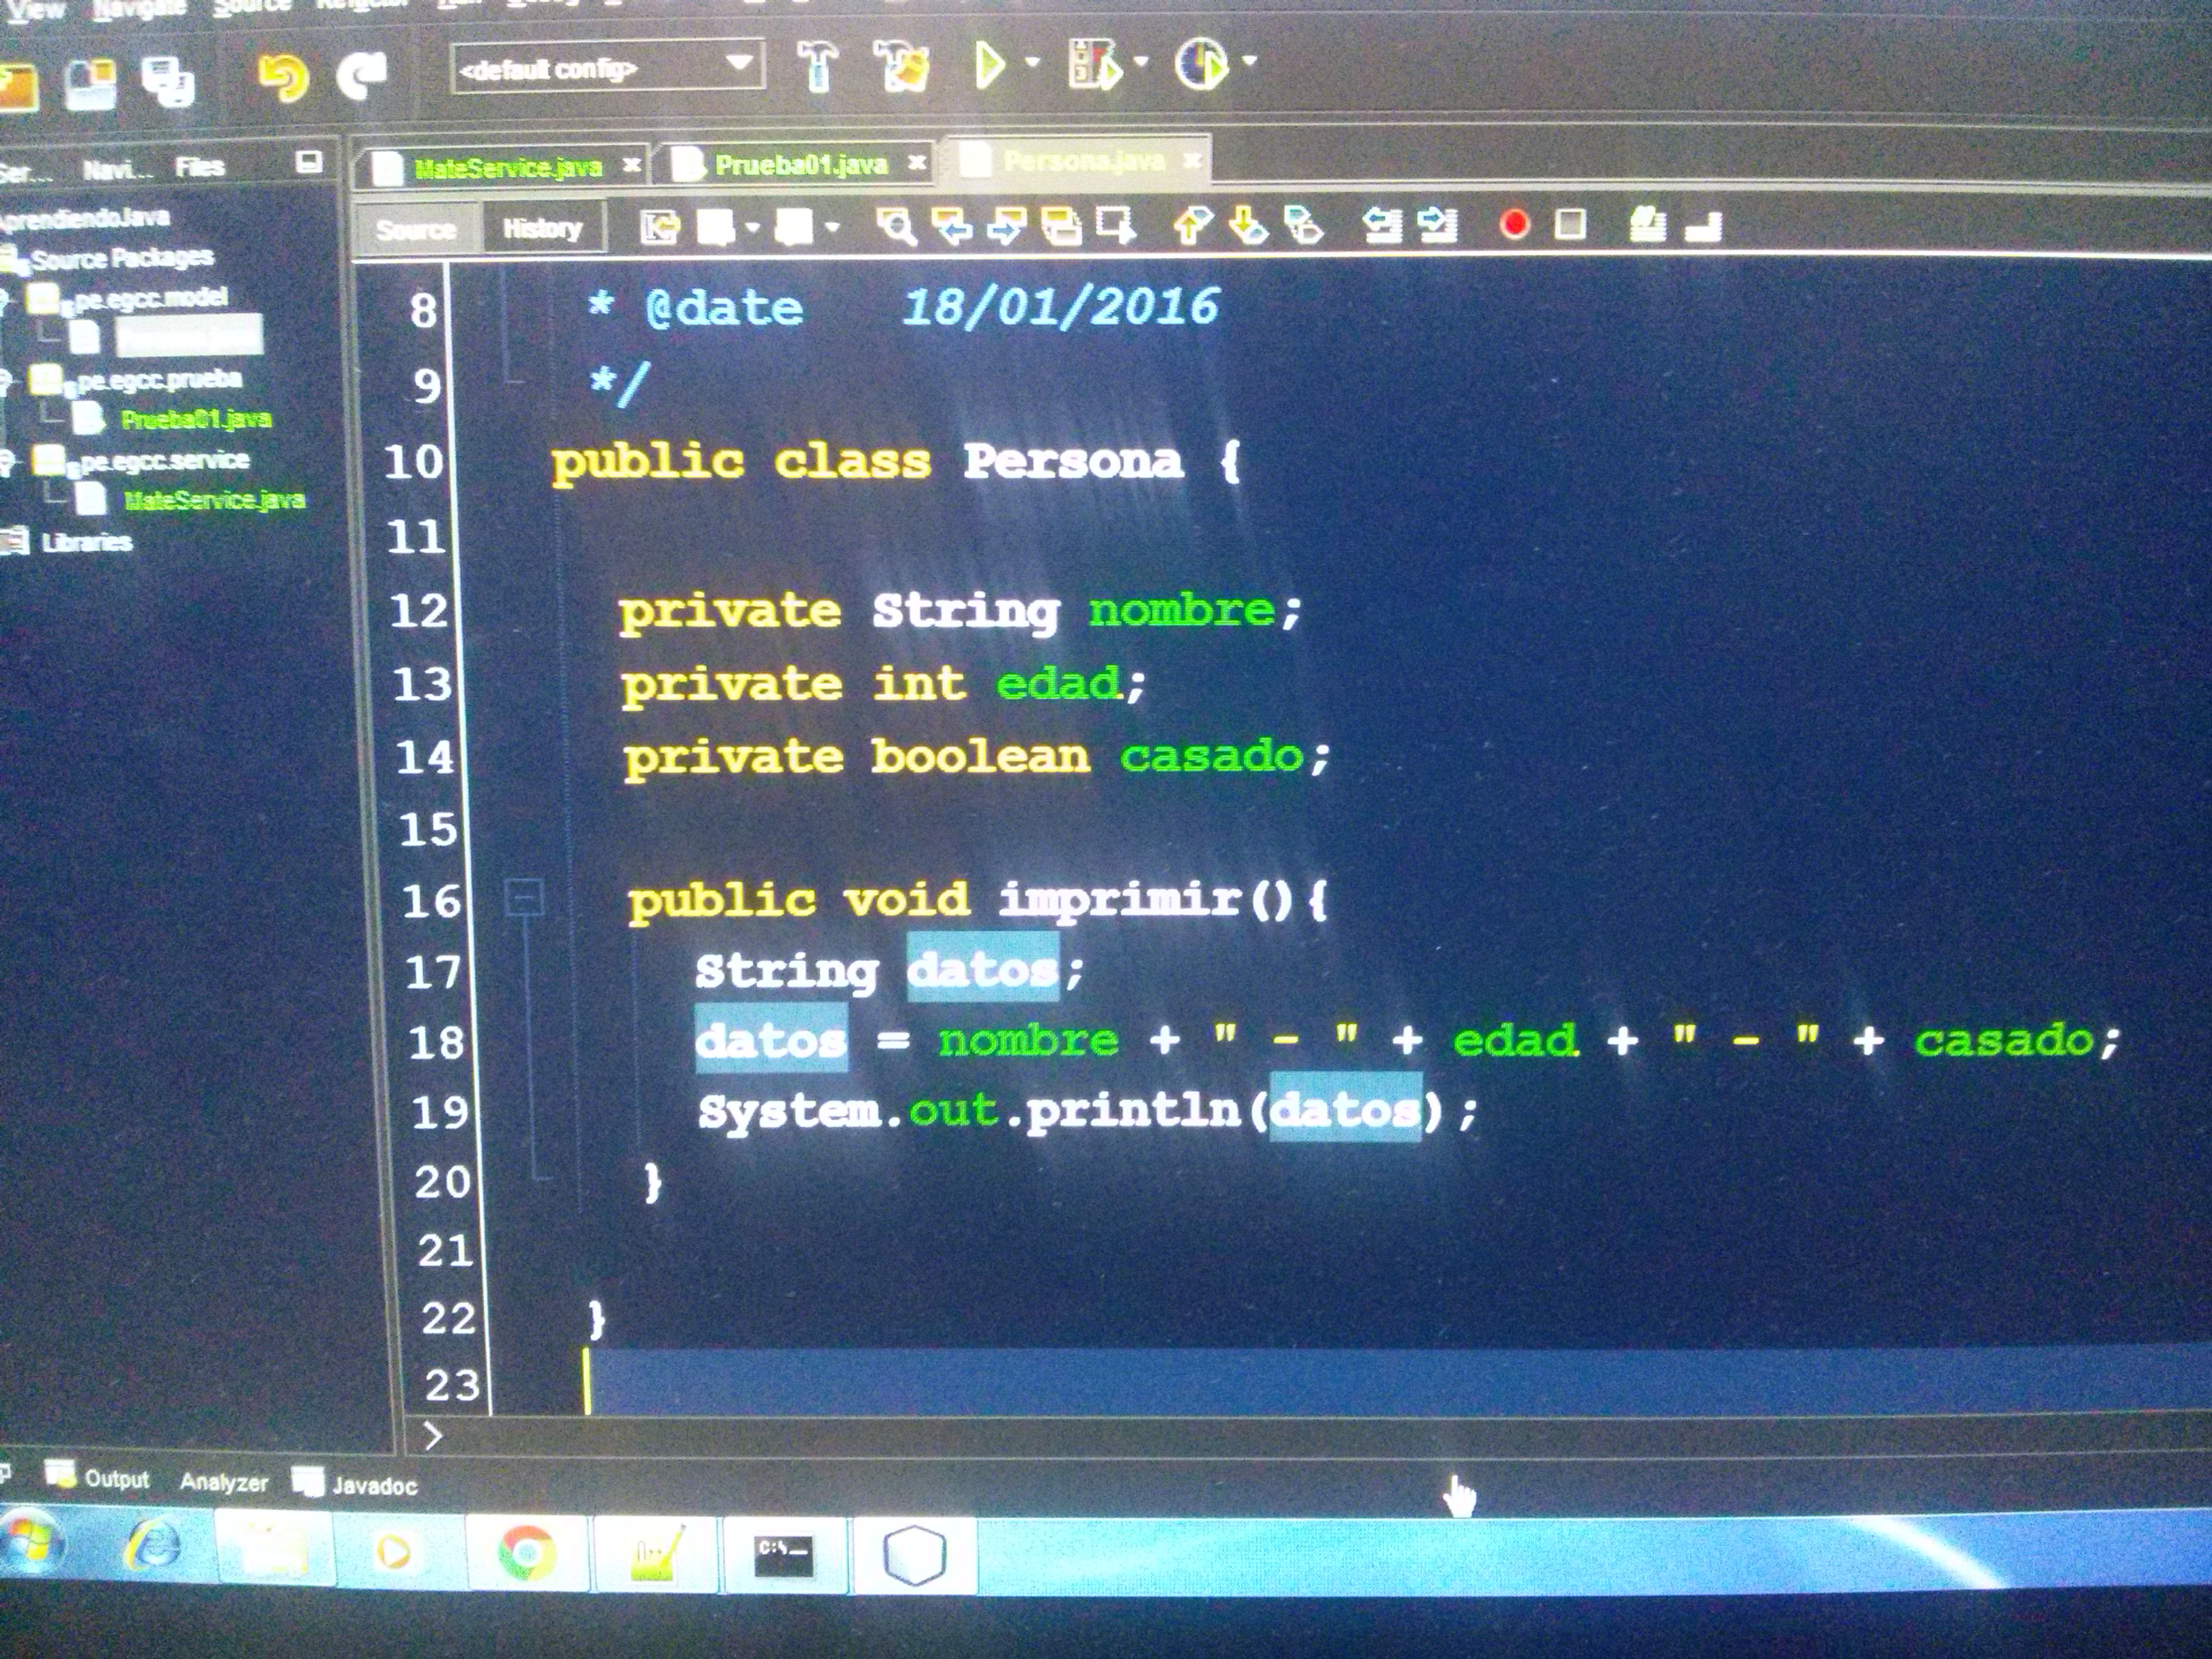 View Navigate Source
<default config>
Navi... Files
MateService.java
Prueba01.java
Persona.java
prendiendoJava
Source Packages
pe.egcc.model
pe.egcc.prueba
Prueba01.java
pe.egcc.service
MateService.java
Libraries
Source History
8 * @date 18/01/2016
9 */
10 public class Persona {
11
12 private String nombre;
13 private int edad;
14 private boolean casado;
15
16 public void imprimir(){
17 String datos;
18 datos = nombre + " - " + edad + " - " + casado;
19 System.out.println(datos);
20 }
21
22 }
23
Output Analyzer Javadoc
C:\